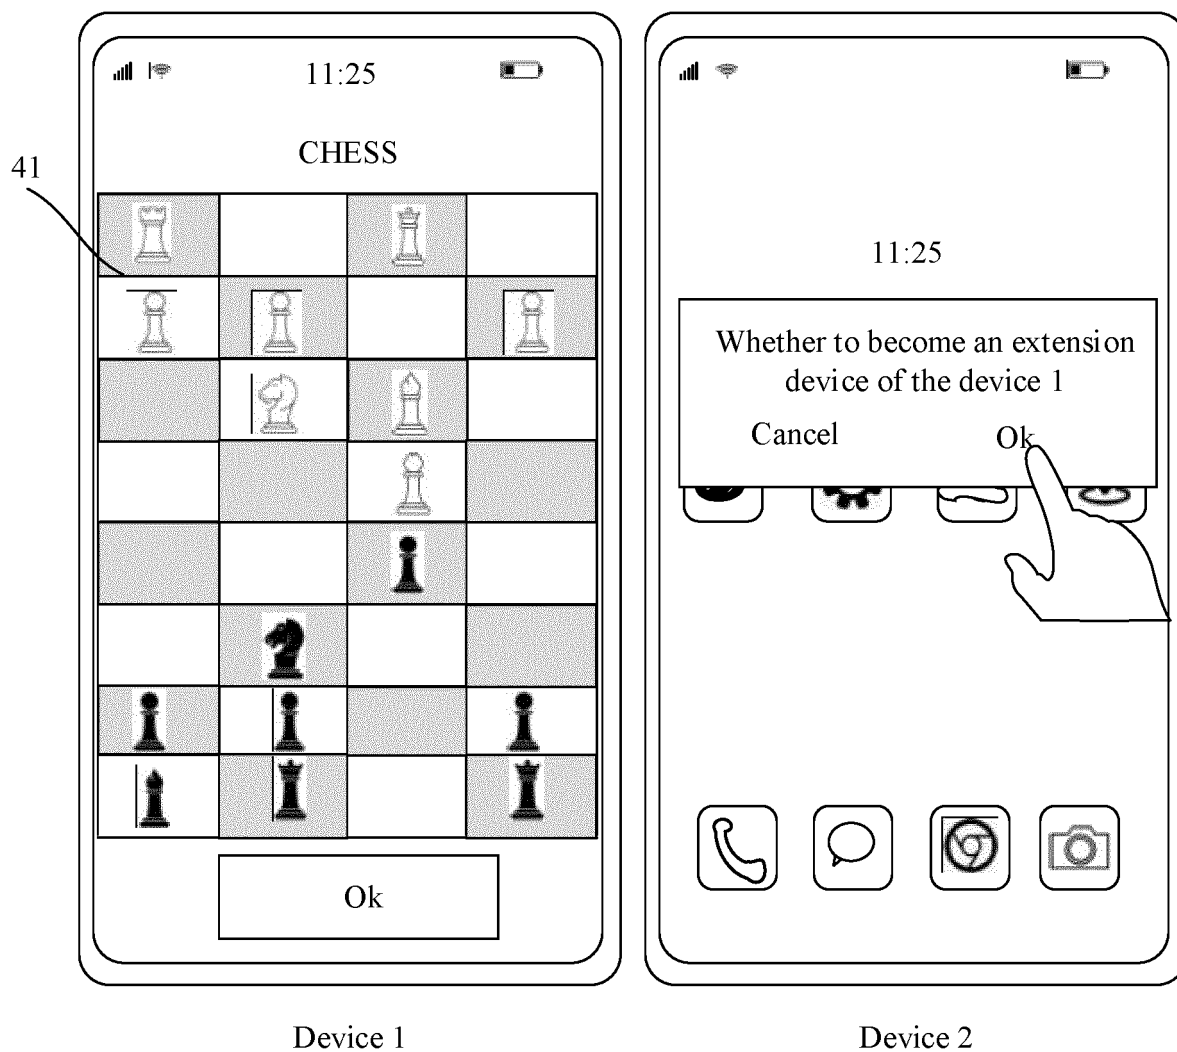 11:25
CHESS
41
Ok
Device 1
11:25
Whether to become an extension
device of the device 1
Cancel Ok
Device 2